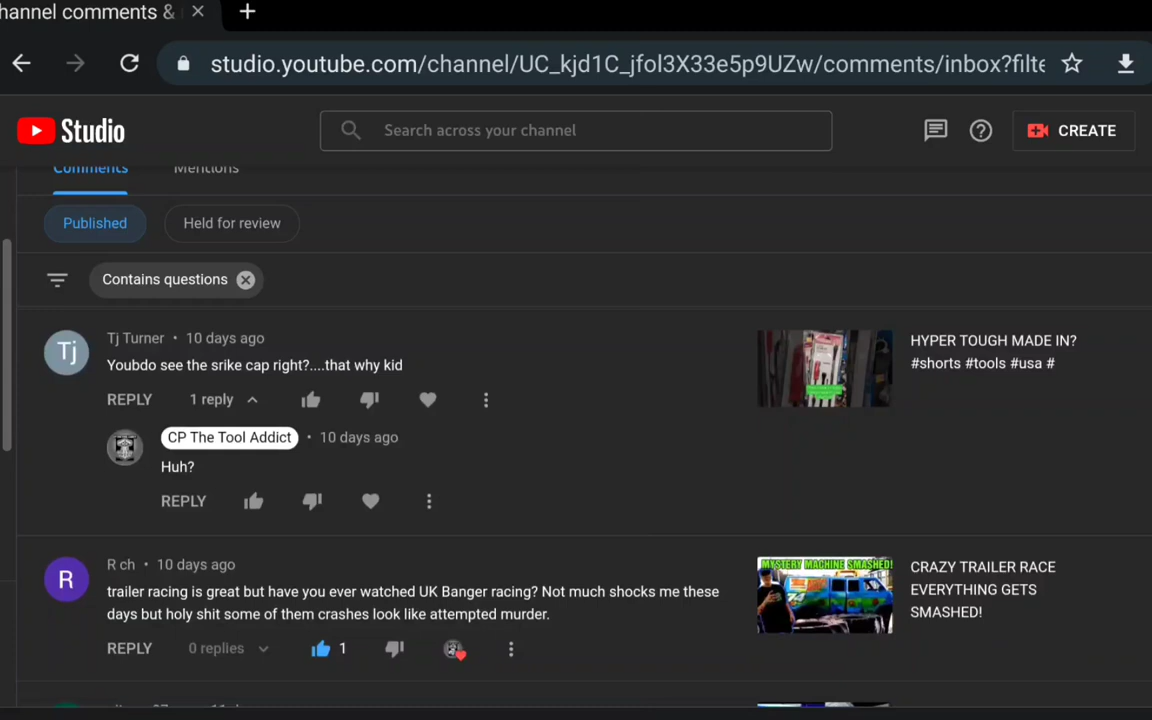 hannel comments &
studio.youtube.com/channel/UC_kjd1C_jfol3X33e5p9UZw/comments/inbox?filte
Studio
Search across your channel
CREATE
Comments
Mentions
Published
Held for review
Contains questions
Tj
Tj Turner • 10 days ago
Youbdo see the srike cap right?....that why kid
REPLY
1 reply
HYPER TOUGH MADE IN?
#shorts #tools #usa #
CP The Tool Addict • 10 days ago
Huh?
REPLY
R
R ch • 10 days ago
trailer racing is great but have you ever watched UK Banger racing? Not much shocks me these
days but holy shit some of them crashes look like attempted murder.
REPLY
0 replies
1
MYSTERY MACHINE SMASHED!
CRAZY TRAILER RACE
EVERYTHING GETS
SMASHED!